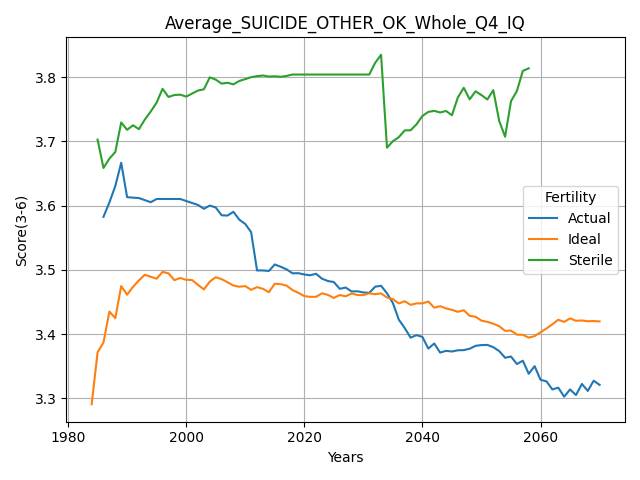 Average_SUICIDE_OTHER_OK_Whole_Q4_IQ
Score(3-6)
3.8
3.7
3.6
3.5
3.4
3.3
Fertility
Actual
Ideal
Sterile
1980 2000 2020 2040 2060
Years